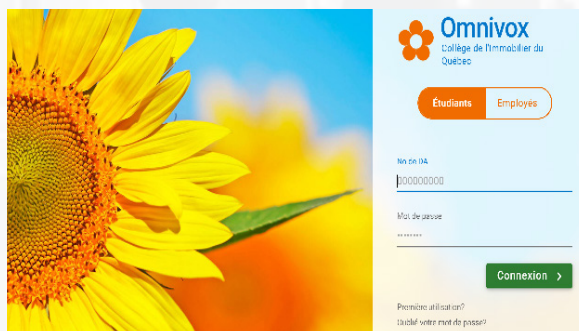 Omnivox
Collège de l'Immobilier du
Québec
Étudiants
Employés
No de DA
000000000
Mot de passe
********
Connexion >
Première utilisation?
Oublié votre mot de passe?